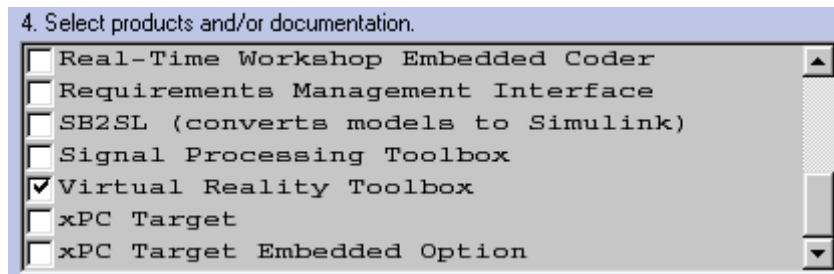 4. Select products and/or documentation.
Real-Time Workshop Embedded Coder
Requirements Management Interface
SB2SL (converts models to Simulink)
Signal Processing Toolbox
Virtual Reality Toolbox
xPC Target
xPC Target Embedded Option